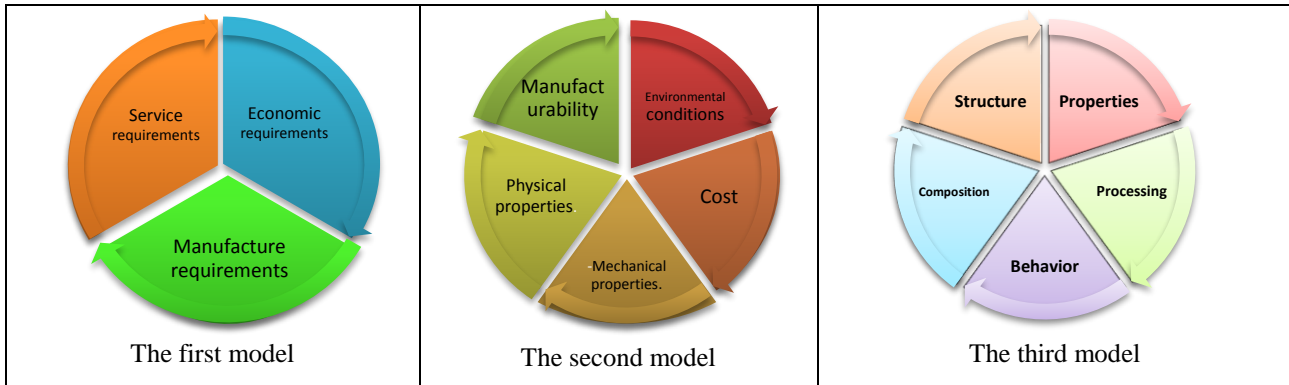 Service
requirements
Economic
requirements
Manufacture
requirements
The first model
Manufact
urability
Environmental
conditions
Physical
properties.
Cost
-Mechanical
properties.
The second model
Structure
Properties
Composition
Processing
Behavior
The third model